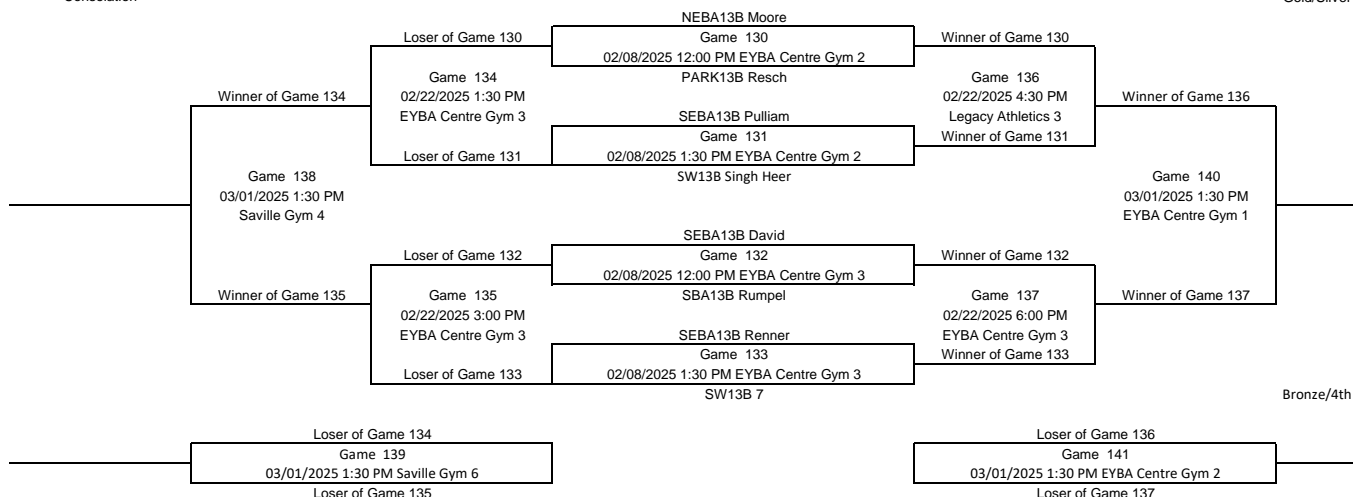 Consolation
Gold/Silver
NEBA13B Moore
Loser of Game 130
Game 130
Winner of Game 130
02/08/2025 12:00 PM EYBA Centre Gym 2
Game 134
PARK13B Resch
Game 136
Winner of Game 134
02/22/2025 1:30 PM
02/22/2025 4:30 PM
Winner of Game 136
EYBA Centre Gym 3
SEBA13B Pulliam
Legacy Athletics 3
Game 131
Winner of Game 131
Loser of Game 131
02/08/2025 1:30 PM EYBA Centre Gym 2
Game 138
SW13B Singh Heer
Game 140
03/01/2025 1:30 PM
03/01/2025 1:30 PM
Saville Gym 4
EYBA Centre Gym 1
SEBA13B David
Loser of Game 132
Game 132
Winner of Game 132
02/08/2025 12:00 PM EYBA Centre Gym 3
Winner of Game 135
Game 135
SBA13B Rumpel
Game 137
Winner of Game 137
02/22/2025 3:00 PM
02/22/2025 6:00 PM
EYBA Centre Gym 3
SEBA13B Renner
EYBA Centre Gym 3
Game 133
Winner of Game 133
Loser of Game 133
02/08/2025 1:30 PM EYBA Centre Gym 3
SW13B 7
Bronze/4th
Loser of Game 134
Loser of Game 136
Game 139
Game 141
03/01/2025 1:30 PM Saville Gym 6
03/01/2025 1:30 PM EYBA Centre Gym 2
Loser of Game 135
Loser of Game 137